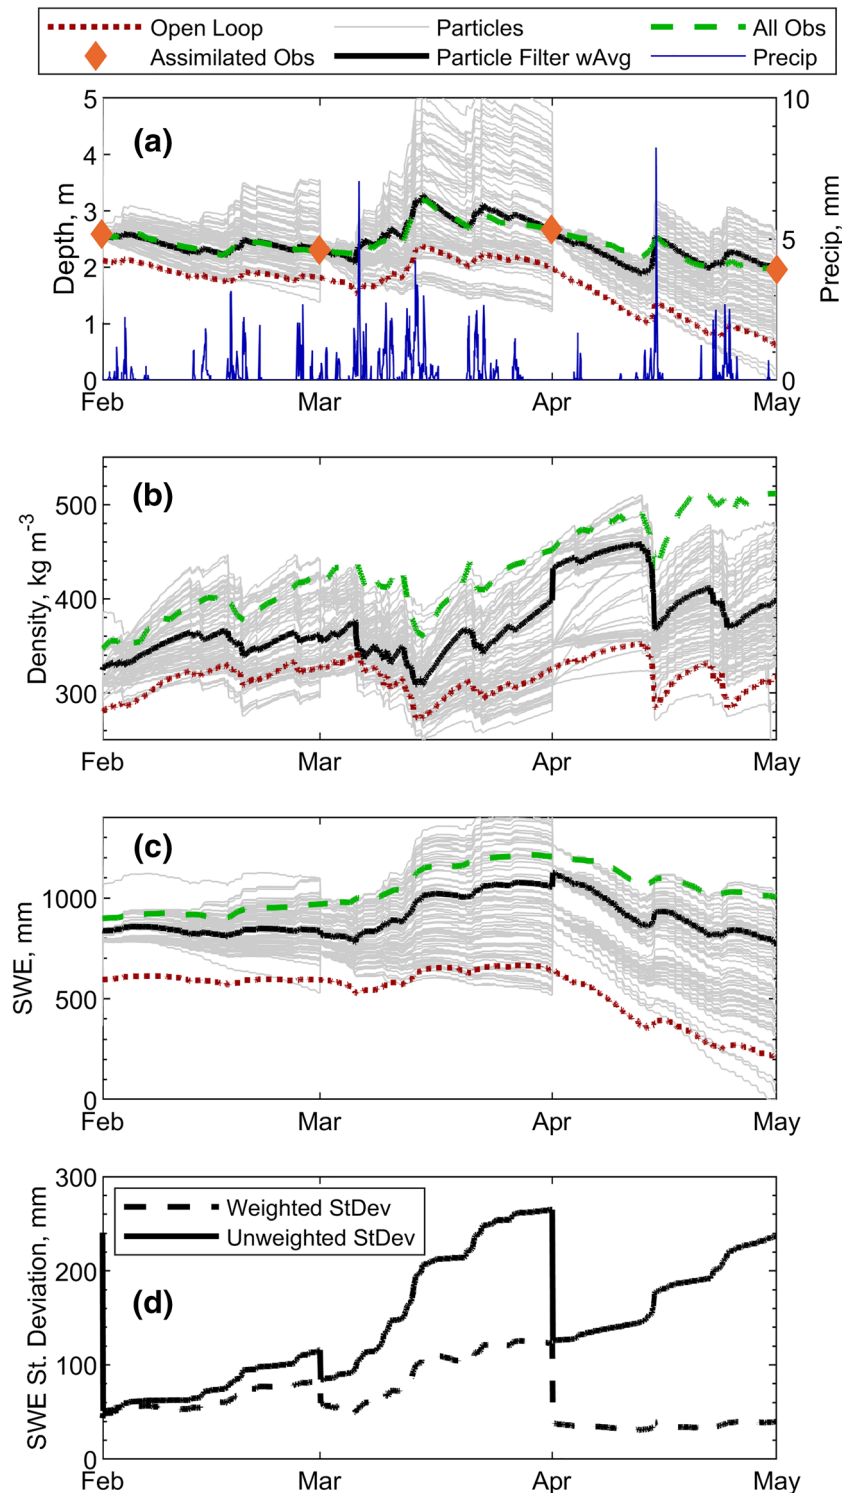 Open Loop Particles All Obs
Assimilated Obs Particle Filter wAvg Precip
(a)
Depth, m
5
4
3
2
1
0
Precip, mm
10
5
0
Feb Mar Apr May
(b)
Density, kg m-3
500
400
300
Feb Mar Apr May
(c)
SWE, mm
1000
500
0
Feb Mar Apr May
Weighted StDev
Unweighted StDev
(d)
SWE St. Deviation, mm
300
200
100
0
Feb Mar Apr May